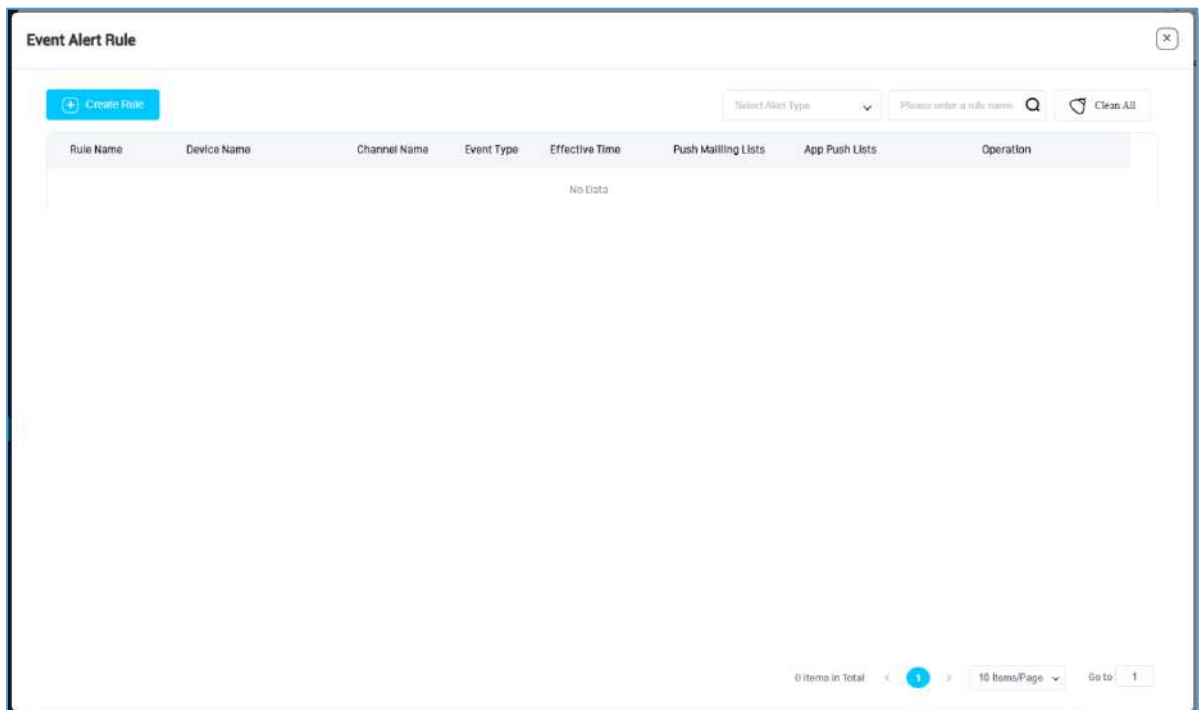 Event Alert Rule
Create Rule
Select Alert Type
Please enter a rule name
Clean All
Rule Name Device Name Channel Name Event Type Effective Time Push Mailling Lists App Push Lists Operation
No Data
0 items in Total < 1 > 10 Items/Page Go to 1